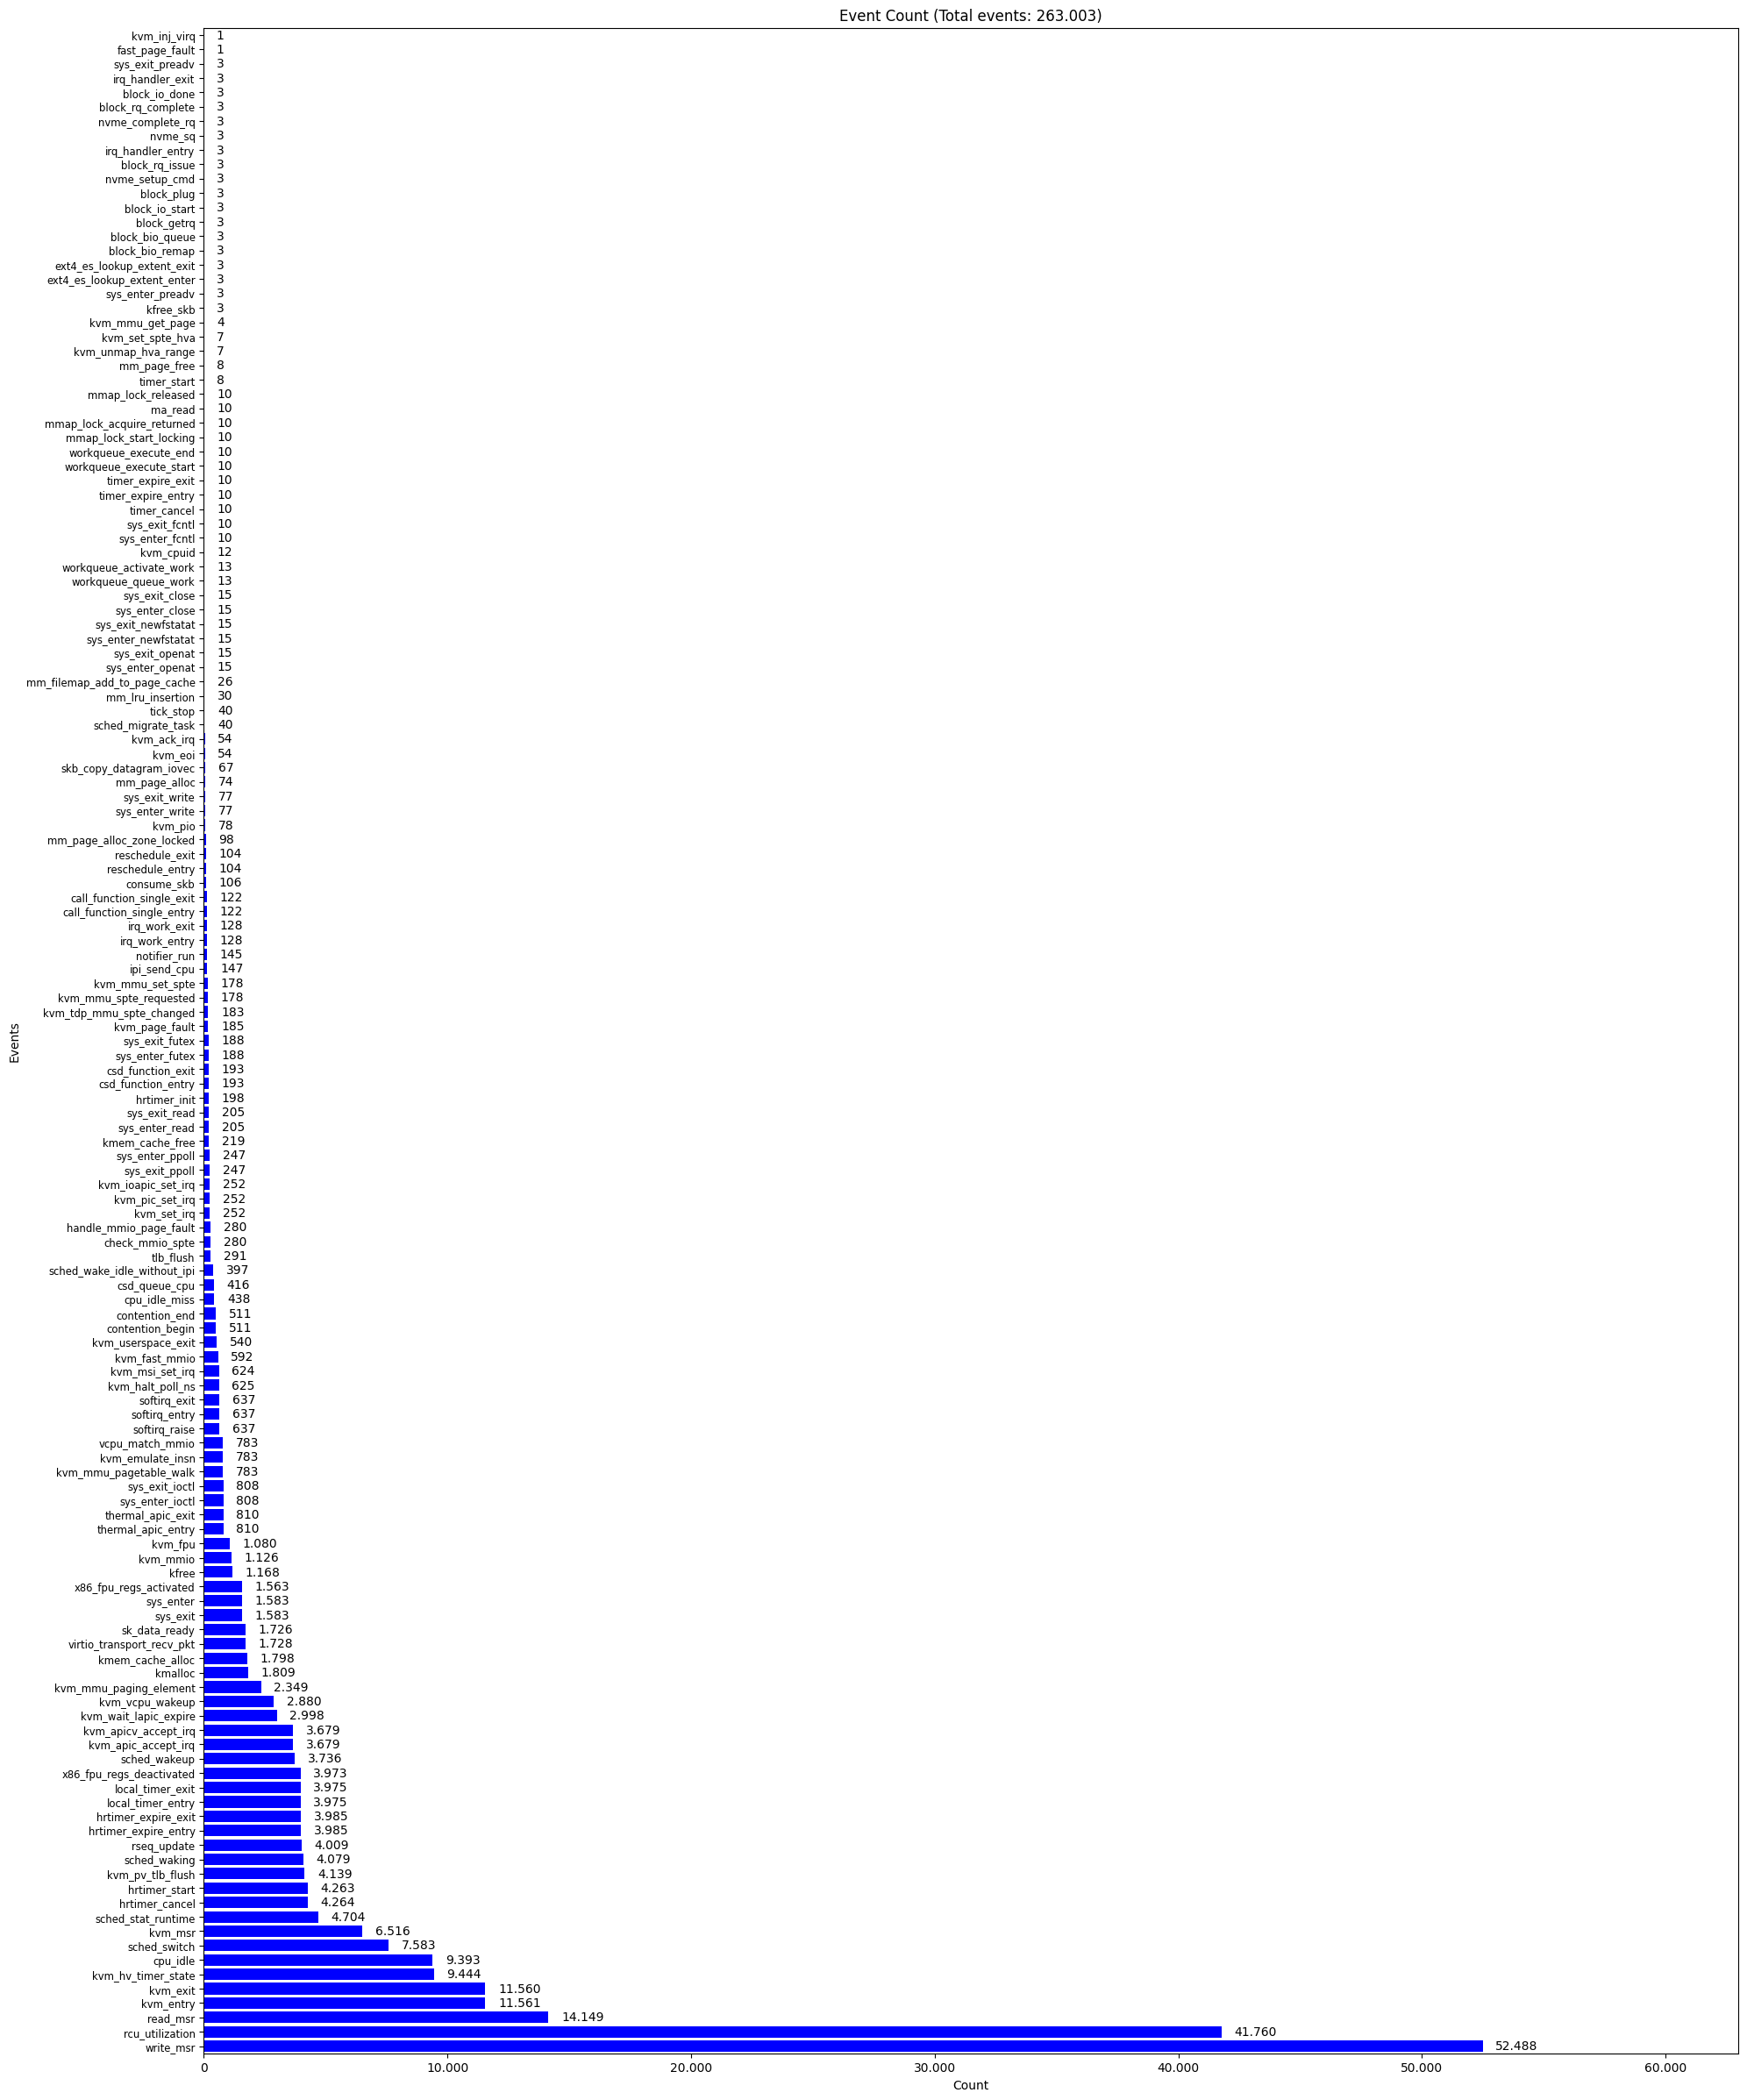 Event Count (Total events: 263.003)
kvm_inj_virq 1
fast_page_fault 1
sys_exit_preadv 3
irq_handler_exit 3
block_io_done 3
block_rq_complete 3
nvme_complete_rq 3
nvme_sq 3
irq_handler_entry 3
block_rq_issue 3
nvme_setup_cmd 3
block_plug 3
block_io_start 3
block_getrq 3
block_bio_queue 3
block_bio_remap 3
ext4_es_lookup_extent_exit 3
ext4_es_lookup_extent_enter 3
sys_enter_preadv 3
kfree_skb 3
kvm_mmu_get_page 4
kvm_set_spte_hva 7
kvm_unmap_hva_range 7
mm_page_free 8
timer_start 8
mmap_lock_released 10
ma_read 10
mmap_lock_acquire_returned 10
mmap_lock_start_locking 10
workqueue_execute_end 10
workqueue_execute_start 10
timer_expire_exit 10
timer_expire_entry 10
timer_cancel 10
sys_exit_fcntl 10
sys_enter_fcntl 10
kvm_cpuid 12
workqueue_activate_work 13
workqueue_queue_work 13
sys_exit_close 15
sys_enter_close 15
sys_exit_newfstatat 15
sys_enter_newfstatat 15
sys_exit_openat 15
sys_enter_openat 15
mm_filemap_add_to_page_cache 26
mm_lru_insertion 30
tick_stop 40
sched_migrate_task 40
kvm_ack_irq 54
kvm_eoi 54
skb_copy_datagram_iovec 67
mm_page_alloc 74
sys_exit_write 77
sys_enter_write 77
kvm_pio 78
mm_page_alloc_zone_locked 98
reschedule_exit 104
reschedule_entry 104
consume_skb 106
call_function_single_exit 122
call_function_single_entry 122
irq_work_exit 128
irq_work_entry 128
notifier_run 145
ipi_send_cpu 147
kvm_mmu_set_spte 178
kvm_mmu_spte_requested 178
kvm_tdp_mmu_spte_changed 183
kvm_page_fault 185
sys_exit_futex 188
sys_enter_futex 188
csd_function_exit 193
csd_function_entry 193
hrtimer_init 198
sys_exit_read 205
sys_enter_read 205
kmem_cache_free 219
sys_enter_ppoll 247
sys_exit_ppoll 247
kvm_ioapic_set_irq 252
kvm_pic_set_irq 252
kvm_set_irq 252
handle_mmio_page_fault 280
check_mmio_spte 280
tlb_flush 291
sched_wake_idle_without_ipi 397
csd_queue_cpu 416
cpu_idle_miss 438
contention_end 511
contention_begin 511
kvm_userspace_exit 540
kvm_fast_mmio 592
kvm_msi_set_irq 624
kvm_halt_poll_ns 625
softirq_exit 637
softirq_entry 637
softirq_raise 637
vcpu_match_mmio 783
kvm_emulate_insn 783
kvm_mmu_pagetable_walk 783
sys_exit_ioctl 808
sys_enter_ioctl 808
thermal_apic_exit 810
thermal_apic_entry 810
kvm_fpu 1.080
kvm_mmio 1.126
kfree 1.168
x86_fpu_regs_activated 1.563
sys_enter 1.583
sys_exit 1.583
sk_data_ready 1.726
virtio_transport_recv_pkt 1.728
kmem_cache_alloc 1.798
kmalloc 1.809
kvm_mmu_paging_element 2.349
kvm_vcpu_wakeup 2.880
kvm_wait_lapic_expire 2.998
kvm_apicv_accept_irq 3.679
kvm_apic_accept_irq 3.679
sched_wakeup 3.736
x86_fpu_regs_deactivated 3.973
local_timer_exit 3.975
local_timer_entry 3.975
hrtimer_expire_exit 3.985
hrtimer_expire_entry 3.985
rseq_update 4.009
sched_waking 4.079
kvm_pv_tlb_flush 4.139
hrtimer_start 4.263
hrtimer_cancel 4.264
sched_stat_runtime 4.704
kvm_msr 6.516
sched_switch 7.583
cpu_idle 9.393
kvm_hv_timer_state 9.444
kvm_exit 11.560
kvm_entry 11.561
read_msr 14.149
rcu_utilization 41.760
write_msr 52.488
Events
0 10.000 20.000 30.000 40.000 50.000 60.000
Count